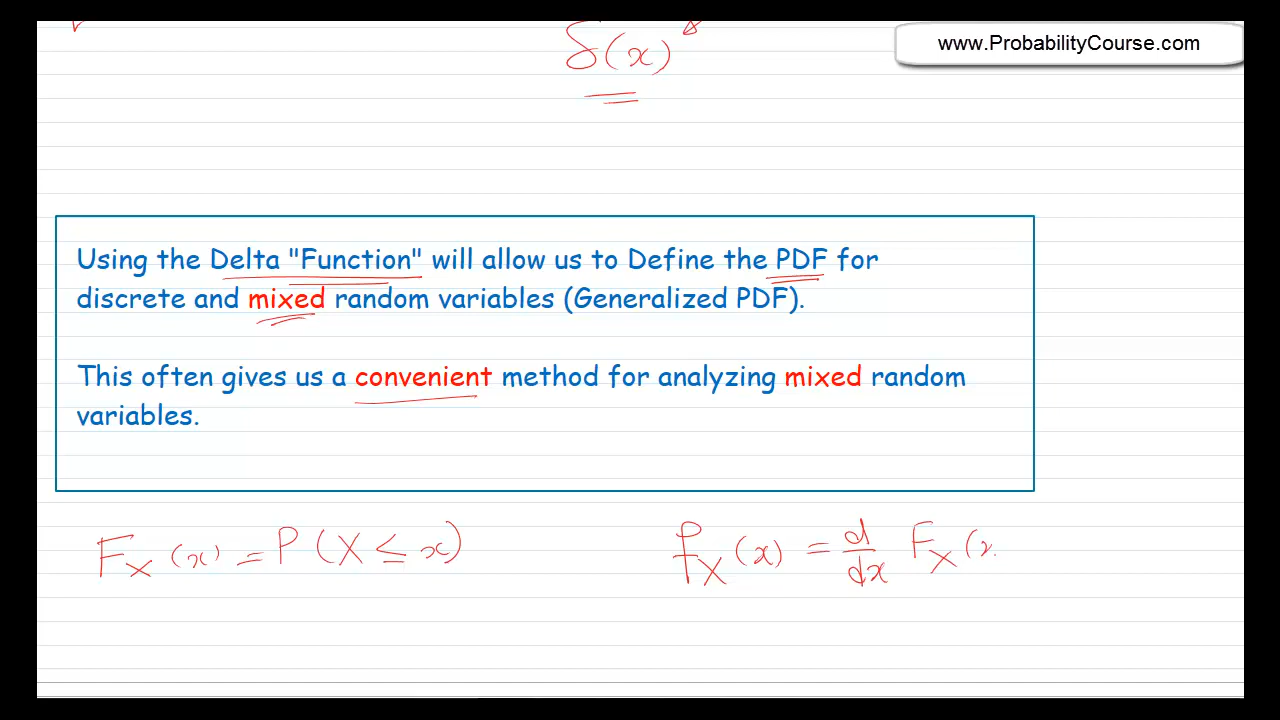 www.ProbabilityCourse.com
δ(x)
Using the Delta "Function" will allow us to Define the PDF for
discrete and mixed random variables (Generalized PDF).
This often gives us a convenient method for analyzing mixed random
variables.
F_X(x) = P(X ≤ x)
f_X(x) = d/dx F_X(x